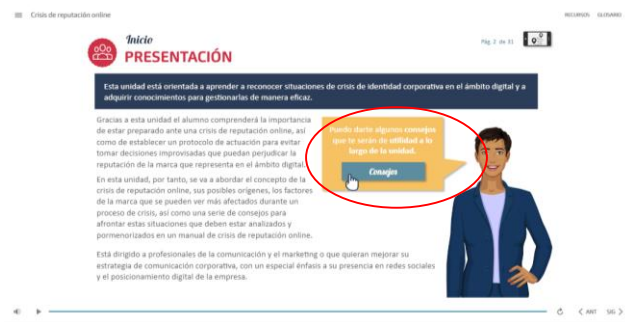 Crisis de reputación online
RECURSOS GLOSARIO
Inicio
PRESENTACIÓN
Pág 2 de 31
Esta unidad está orientada a aprender a reconocer situaciones de crisis de identidad corporativa en el ámbito digital y a
adquirir conocimientos para gestionarlas de manera eficaz.
Gracias a esta unidad el alumno comprenderá la importancia
de estar preparado ante una crisis de reputación online, así
como de establecer un protocolo de actuación para evitar
tomar decisiones improvisadas que puedan perjudicar la
reputación de la marca que representa en el ámbito digital.
En esta unidad, por tanto, se va a abordar el concepto de la
crisis de reputación online, sus posibles orígenes, los factores
de la marca que se pueden ver más afectados durante un
proceso de crisis, así como una serie de consejos para
afrontar estas situaciones que deben estar analizados y
pormenorizados en un manual de crisis de reputación online.
Puedo darte algunos consejos
que te serán de utilidad a lo
largo de la unidad.
Consejos
Está dirigido a profesionales de la comunicación y el marketing o que quieran mejorar su
estrategia de comunicación corporativa, con un especial énfasis a su presencia en redes sociales
y el posicionamiento digital de la empresa.
ANT SIG